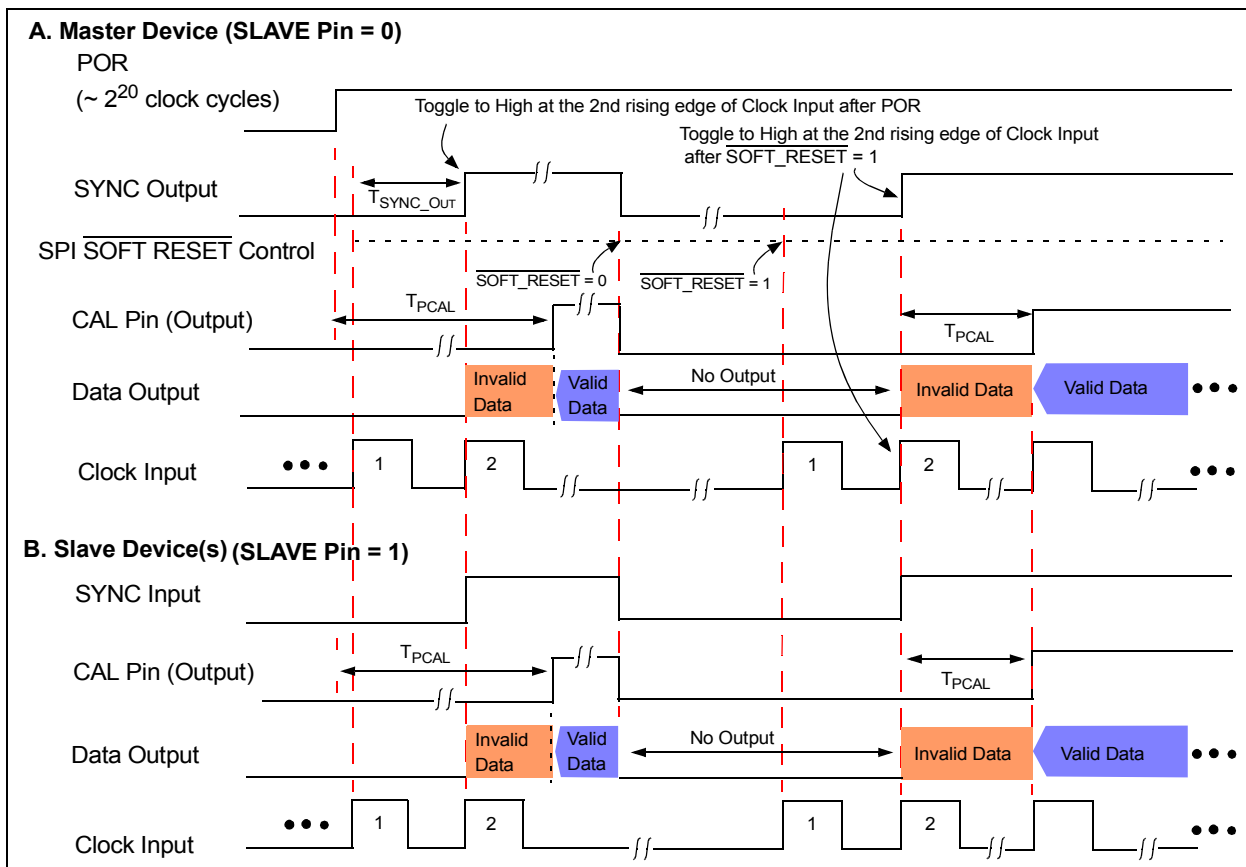 A. Master Device (SLAVE Pin = 0)
POR
(~ 2^20 clock cycles)
Toggle to High at the 2nd rising edge of Clock Input after POR
Toggle to High at the 2nd rising edge of Clock Input
after SOFT_RESET = 1
SYNC Output
TSYNC_OUT
SPI SOFT RESET Control
SOFT_RESET = 0
SOFT_RESET = 1
TPCAL
CAL Pin (Output)
TPCAL
Data Output
Invalid
Data
Valid
Data
No Output
Invalid Data
Valid Data
Clock Input
1
2
1
2
B. Slave Device(s) (SLAVE Pin = 1)
SYNC Input
TPCAL
CAL Pin (Output)
TPCAL
Data Output
Invalid
Data
Valid
Data
No Output
Invalid Data
Valid Data
Clock Input
1
2
1
2